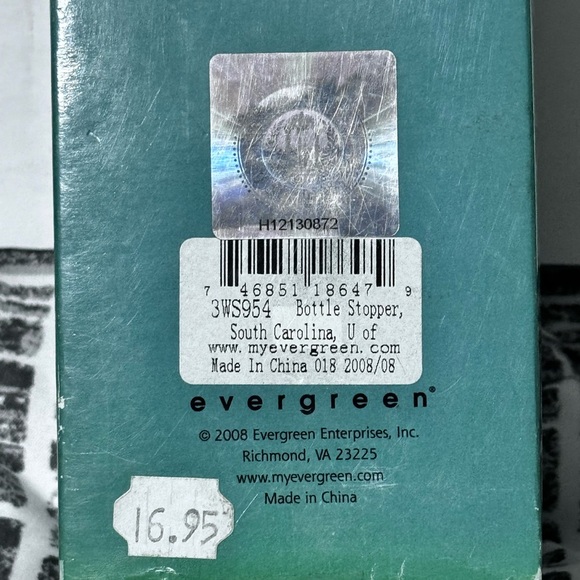 H12130872
7 46851 18647 9
3WS954 Bottle Stopper,
South Carolina, U of
www. myevergreen. com
Made In China 018 2008/08
evergreen®
© 2008 Evergreen Enterprises, Inc.
Richmond, VA 23225
www.myevergreen.com
Made in China
16.95